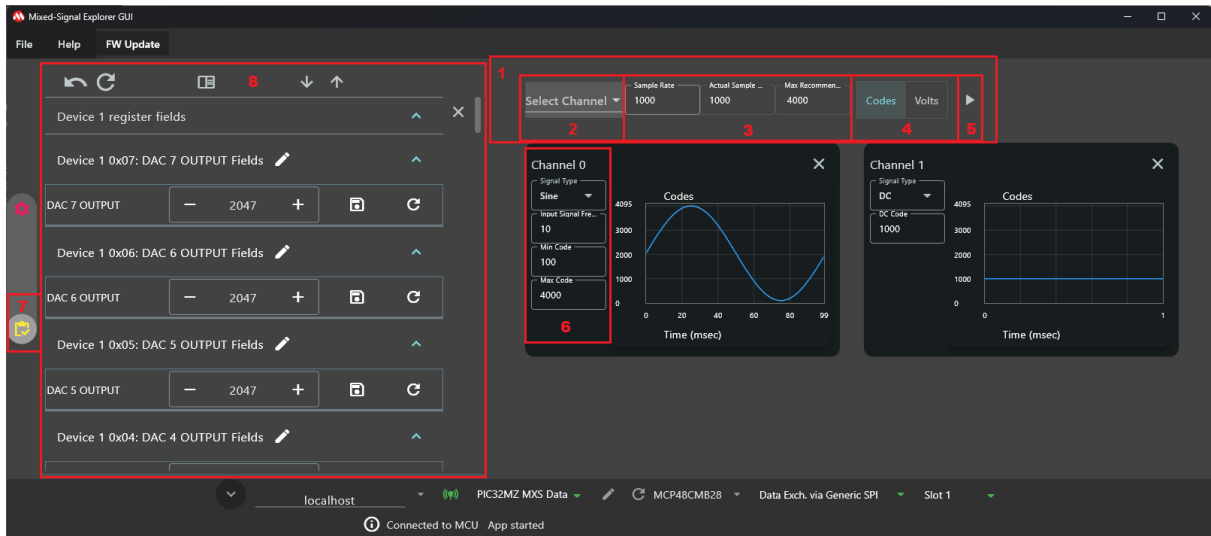 Mixed-Signal Explorer GUI
File Help FW Update
8
Device 1 register fields
Device 1 0x07: DAC 7 OUTPUT Fields
DAC 7 OUTPUT 2047
Device 1 0x06: DAC 6 OUTPUT Fields
DAC 6 OUTPUT 2047
Device 1 0x05: DAC 5 OUTPUT Fields
DAC 5 OUTPUT 2047
Device 1 0x04: DAC 4 OUTPUT Fields
7
1
Select Channel
2
Sample Rate Actual Sample ... Max Recommen...
1000 1000 4000
3
Codes Volts
4
5
Channel 0
Signal Type
Sine
Input Signal Fre...
10
Min Code
100
Max Code
4000
6
Codes
4095
3000
2000
1000
0
0 20 40 60 80 99
Time (msec)
Channel 1
Signal Type
DC
DC Code
1000
Codes
4095
3000
2000
1000
0
0 1
Time (msec)
localhost PIC32MZ MXS Data MCP48CMB28 Data Exch. via Generic SPI Slot 1
Connected to MCU App started